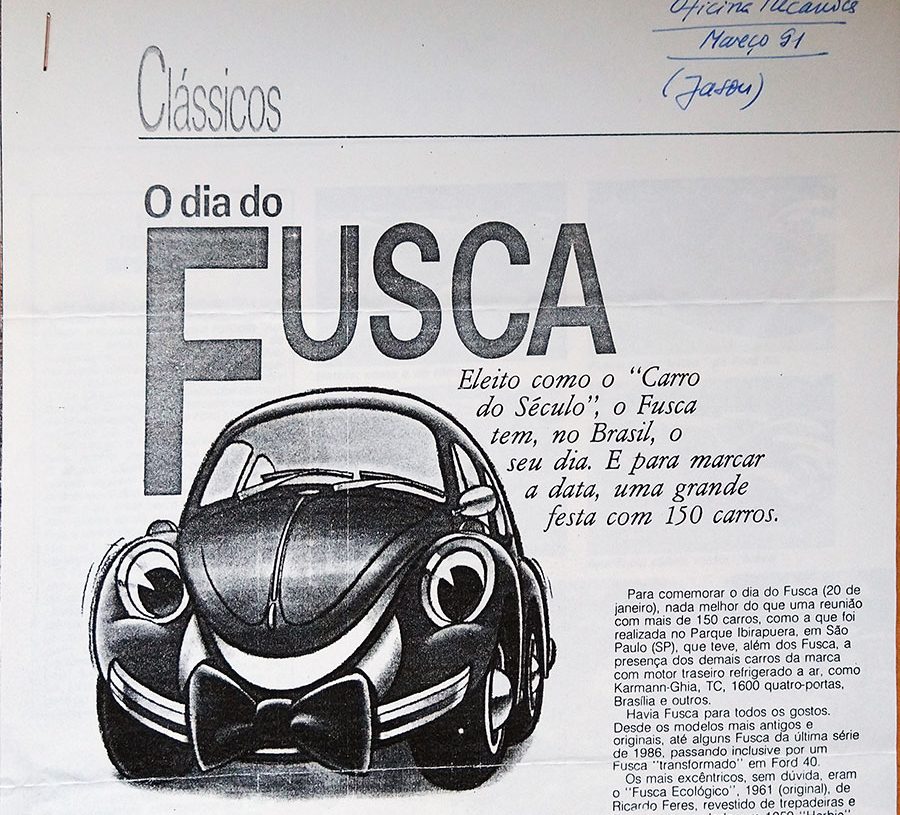 Oficina Mecânica
Março 91
(Jason)
Clássicos
O dia do
FUSCA
Eleito como o “Carro
do Século”, o Fusca
tem, no Brasil, o
seu dia. E para marcar
a data, uma grande
festa com 150 carros.
Para comemorar o dia do Fusca (20 de
janeiro), nada melhor do que uma reunião
com mais de 150 carros, como a que foi
realizada no Parque Ibirapuera, em São
Paulo (SP), que teve, além dos Fusca, a
presença dos demais carros da marca
com motor traseiro refrigerado a ar, como
Karmann-Ghia, TC, 1600 quatro-portas,
Brasília e outros.
Havia Fusca para todos os gostos.
Desde os modelos mais antigos e
originais, até alguns Fusca da última série
de 1986, passando inclusive por um
Fusca "transformado" em Ford 40.
Os mais excêntricos, sem dúvida, eram
o "Fusca Ecológico", 1961 (original), de
Ricardo Feres, revestido de trepadeiras e
1959 "Herbie"